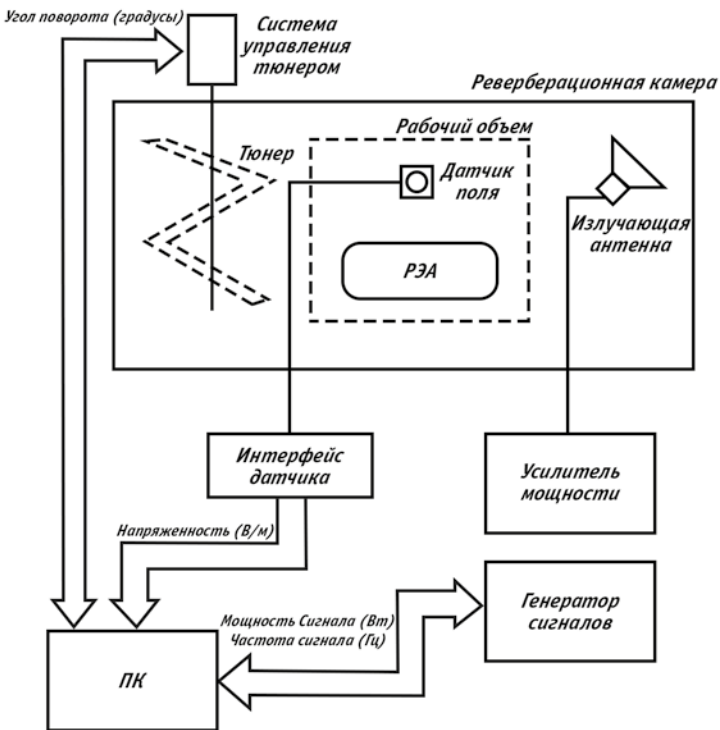 Угол поворота (градусы)
Система
управления
тюнером
Реверберационная камера
Рабочий объем
Тюнер
Датчик
поля
Излучающая
антенна
РЭА
Интерфейс
датчика
Усилитель
мощности
Напряженность (В/м)
Мощность Сигнала (Вт)
Частота сигнала (Гц)
Генератор
сигналов
ПК